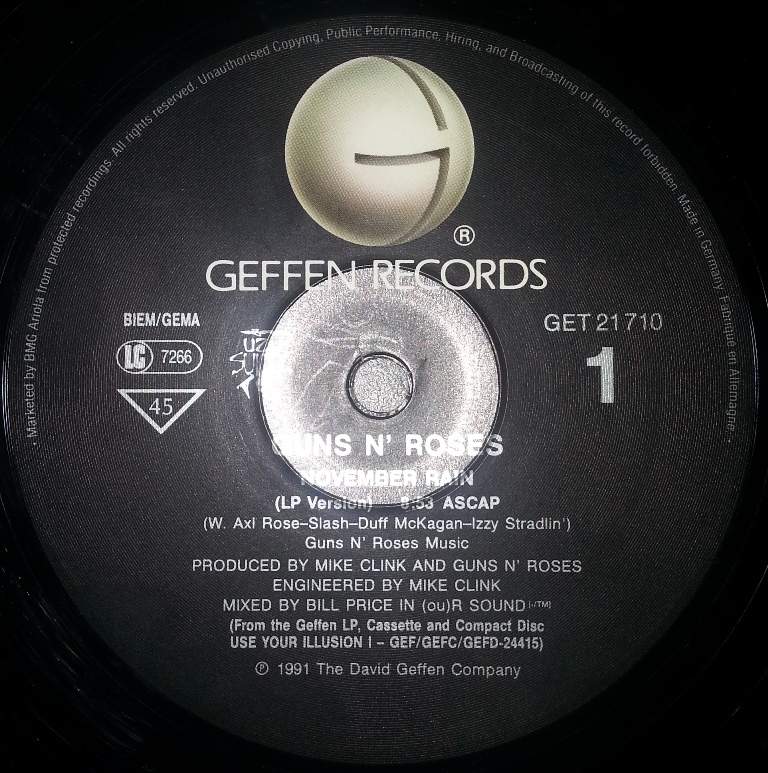 Marketed by BMG Ariola from protected recordings. All rights reserved. Unauthorised Copying, Public Performance, Hiring, and Broadcasting of this record forbidden. Made in Germany. Fabriqué en Allemagne.
®
GEFFEN RECORDS
BIEM/GEMA
LC 7266
45
GET 21710
1
GUNS N' ROSES
NOVEMBER RAIN
(LP Version) 8:53 ASCAP
(W. Axl Rose–Slash–Duff McKagan–Izzy Stradlin')
Guns N' Roses Music
PRODUCED BY MIKE CLINK AND GUNS N' ROSES
ENGINEERED BY MIKE CLINK
MIXED BY BILL PRICE IN (ou)R SOUND
(From the Geffen LP, Cassette and Compact Disc
USE YOUR ILLUSION I – GEF/GEFC/GEFD-24415)
℗ 1991 The David Geffen Company